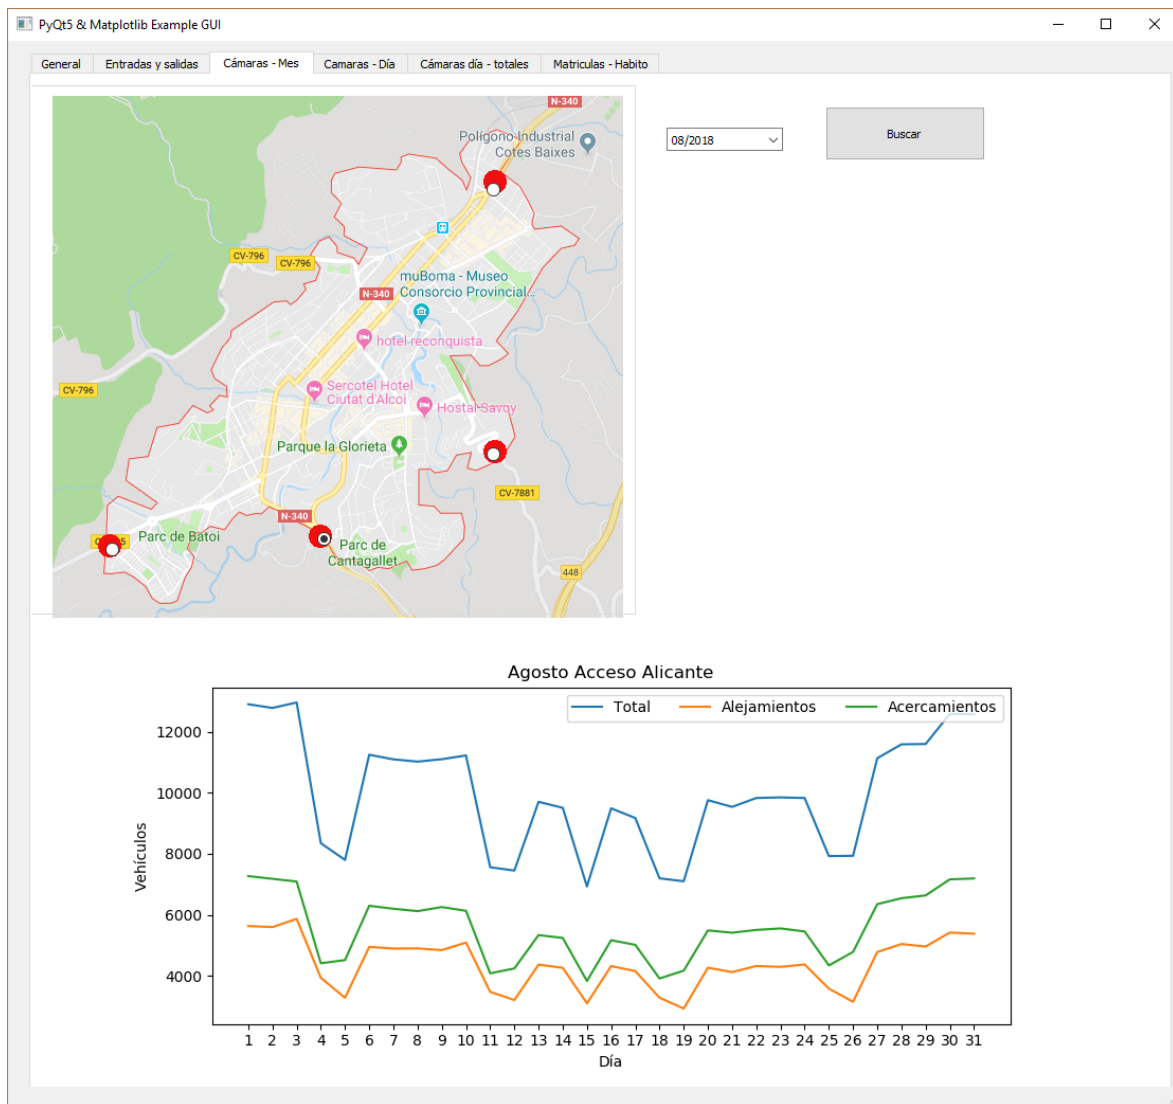 PyQt5 & Matplotlib Example GUI
General
Entradas y salidas
Cámaras - Mes
Camaras - Día
Cámaras día - totales
Matriculas - Habito
N-340
Polígono Industrial
Cotes Baixes
08/2018
Buscar
CV-796
CV-796
muBoma - Museo
Consorcio Provincial...
N-340
hotel reconquista
CV-796
Sercotel Hotel
Ciutat d'Alcoi
Hostal Savoy
Parque la Glorieta
CV-7881
N-340
Parc de Batoi
Parc de
Cantagallet
448
Agosto Acceso Alicante
Total
Alejamientos
Acercamientos
12000
10000
8000
6000
4000
Vehículos
1 2 3 4 5 6 7 8 9 10 11 12 13 14 15 16 17 18 19 20 21 22 23 24 25 26 27 28 29 30 31
Día